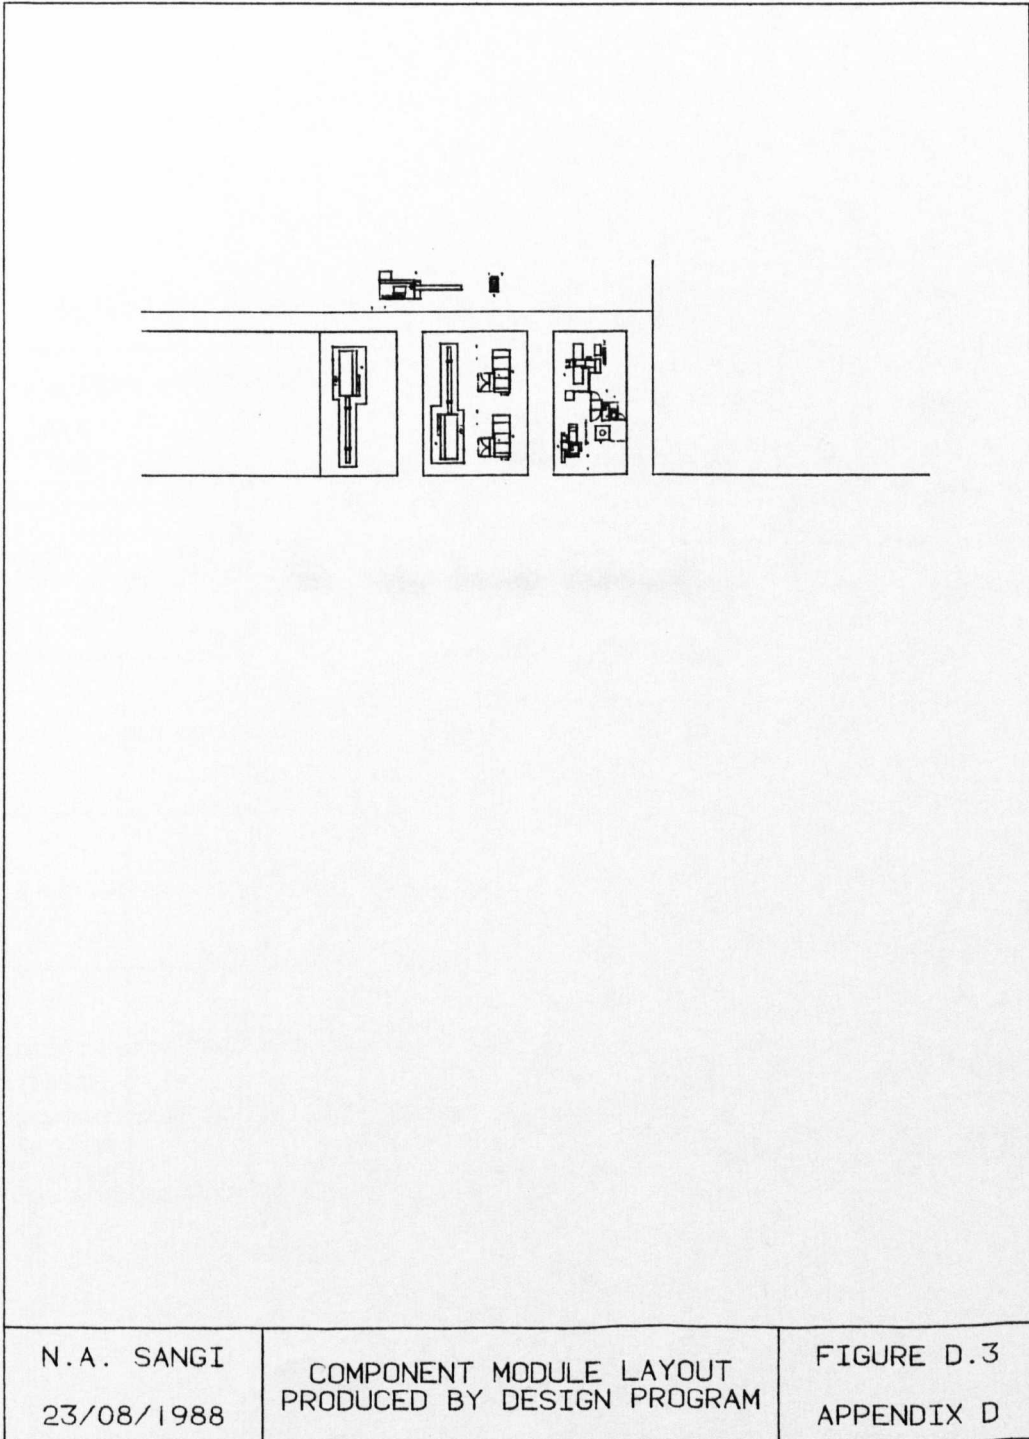 N.A. SANGI
23/08/1988
COMPONENT MODULE LAYOUT
PRODUCED BY DESIGN PROGRAM
FIGURE D.3
APPENDIX D